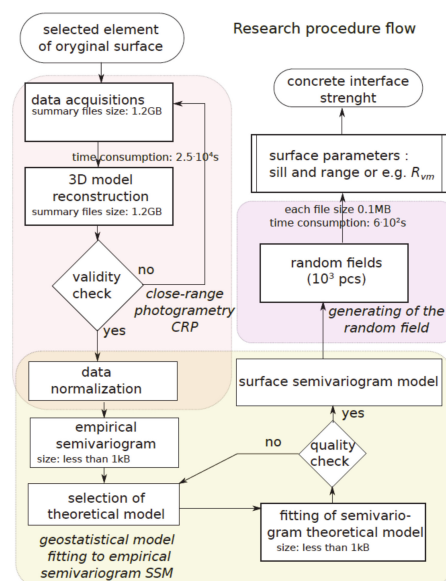 Research procedure flow
selected element
of oryginal surface
data acquisitions
summary files size: 1.2GB
time consumption: 2.5·10⁴s
3D model
reconstruction
summary files size: 1.2GB
validity
check
no
yes
close-range
photogrametry
CRP
data
normalization
empirical
semivariogram
size: less than 1kB
selection of
theoretical model
geostatistical model
fitting to empirical
semivariogram SSM
fitting of semivario-
gram theoretical model
size: less than 1kB
quality
check
no
yes
surface semivariogram model
generating of the
random field
random fields
(10³ pcs)
each file size 0.1MB
time consumption: 6·10²s
surface parameters :
sill and range or e.g. Rvm
concrete interface
strenght